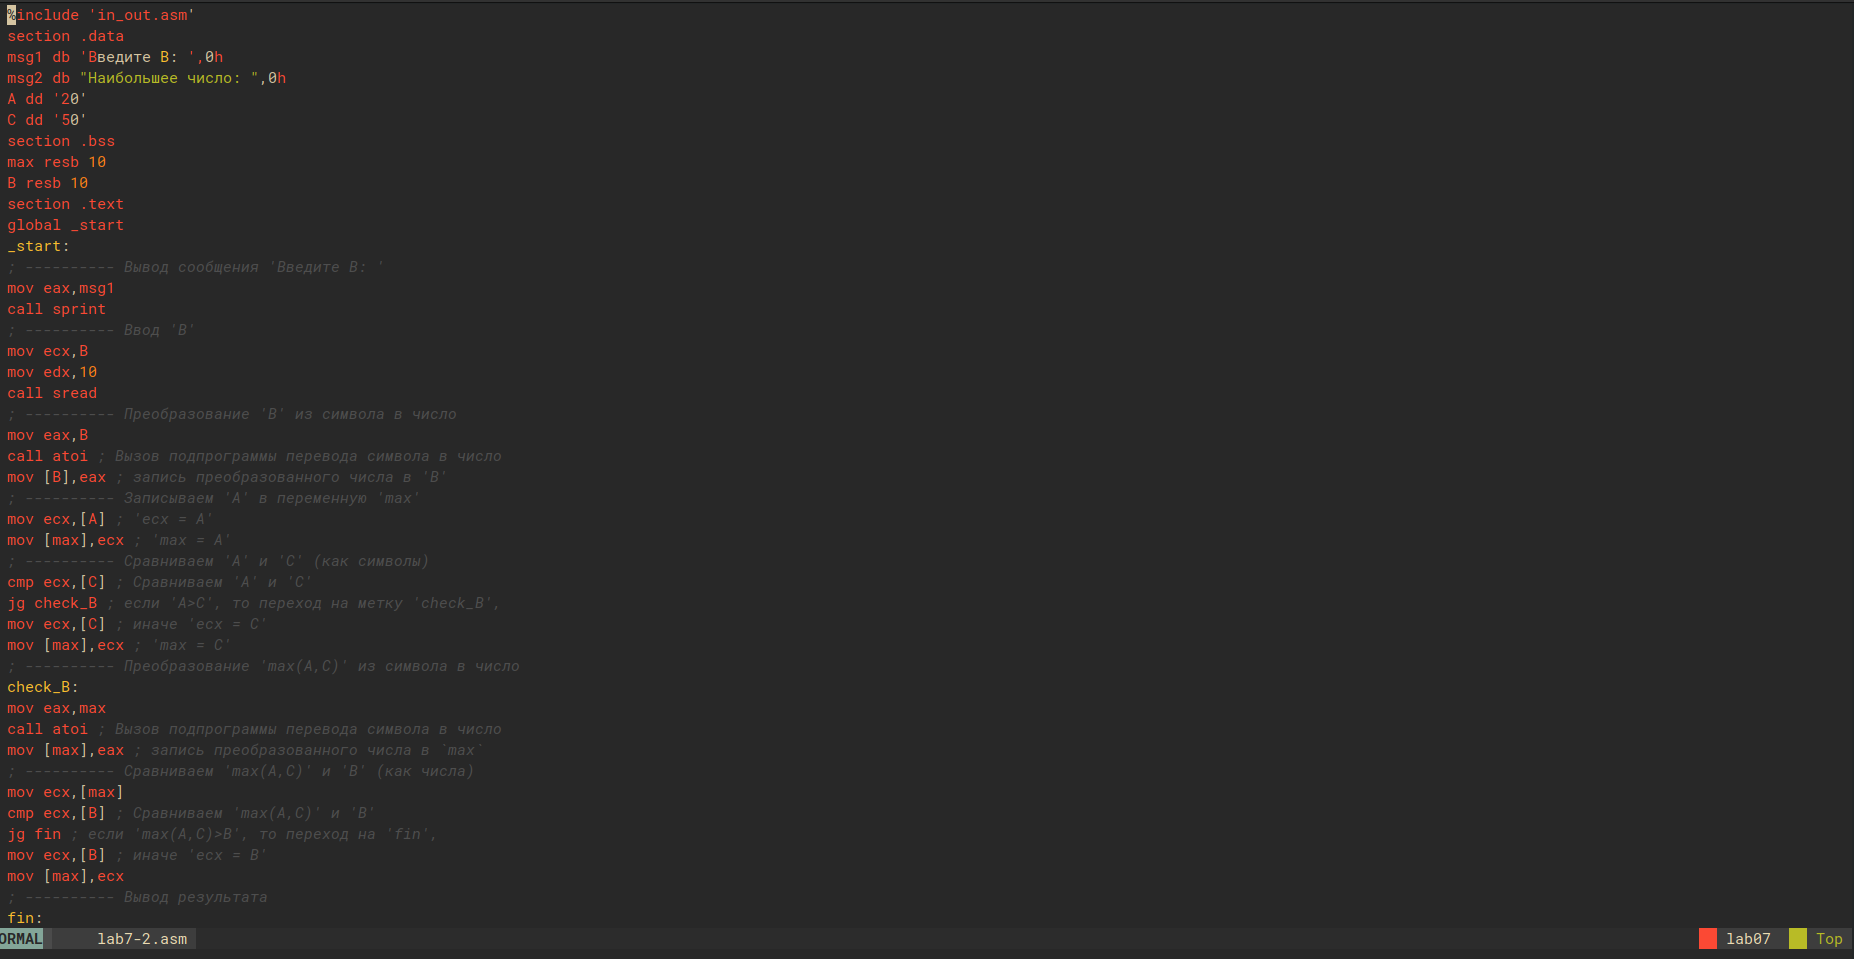 %include 'in_out.asm'
section .data
msg1 db 'Введите B: ',0h
msg2 db "Наибольшее число: ",0h
A dd '20'
C dd '50'
section .bss
max resb 10
B resb 10
section .text
global _start
_start:
; ---------- Вывод сообщения 'Введите B: '
mov eax,msg1
call sprint
; ---------- Ввод 'B'
mov ecx,B
mov edx,10
call sread
; ---------- Преобразование 'B' из символа в число
mov eax,B
call atoi ; Вызов подпрограммы перевода символа в число
mov [B],eax ; запись преобразованного числа в 'B'
; ---------- Записываем 'A' в переменную 'max'
mov ecx,[A] ; 'ecx = A'
mov [max],ecx ; 'max = A'
; ---------- Сравниваем 'A' и 'C' (как символы)
cmp ecx,[C] ; Сравниваем 'A' и 'C'
jg check_B ; если 'A>C', то переход на метку 'check_B',
mov ecx,[C] ; иначе 'ecx = C'
mov [max],ecx ; 'max = C'
; ---------- Преобразование 'max(A,C)' из символа в число
check_B:
mov eax,max
call atoi ; Вызов подпрограммы перевода символа в число
mov [max],eax ; запись преобразованного числа в `max`
; ---------- Сравниваем 'max(A,C)' и 'B' (как числа)
mov ecx,[max]
cmp ecx,[B] ; Сравниваем 'max(A,C)' и 'B'
jg fin ; если 'max(A,C)>B', то переход на 'fin',
mov ecx,[B] ; иначе 'ecx = B'
mov [max],ecx
; ---------- Вывод результата
fin:
ORMAL lab7-2.asm lab07 Top